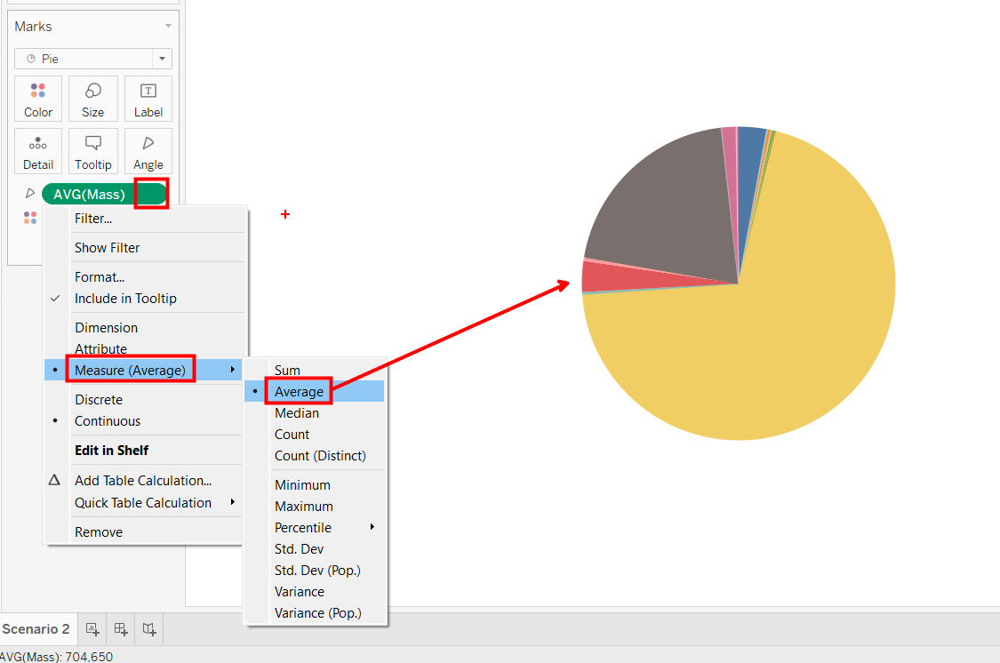 Marks
Pie
Color
Size
T
Label
Detail
Tooltip
Angle
AVG(Mass)
Filter...
Show Filter
Format...
Include in Tooltip
Dimension
Attribute
Measure (Average)
Discrete
Continuous
Edit in Shelf
Add Table Calculation...
Quick Table Calculation
Remove
Sum
Average
Median
Count
Count (Distinct)
Minimum
Maximum
Percentile
Std. Dev
Std. Dev (Pop.)
Variance
Variance (Pop.)
Scenario 2
AVG(Mass): 704,650